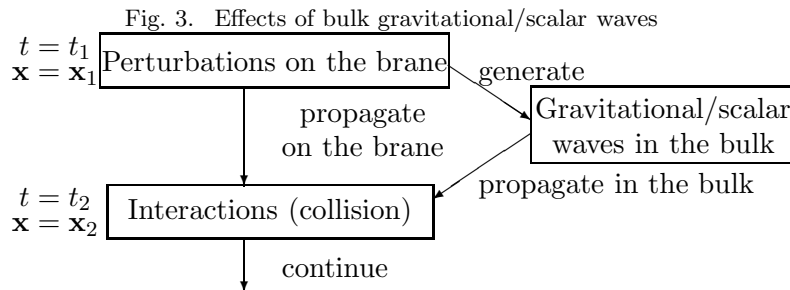 Fig. 3. Effects of bulk gravitational/scalar waves
t = t₁
x = x₁
Perturbations on the brane
generate
Gravitational/scalar
waves in the bulk
propagate
on the brane
propagate in the bulk
t = t₂
x = x₂
Interactions (collision)
continue